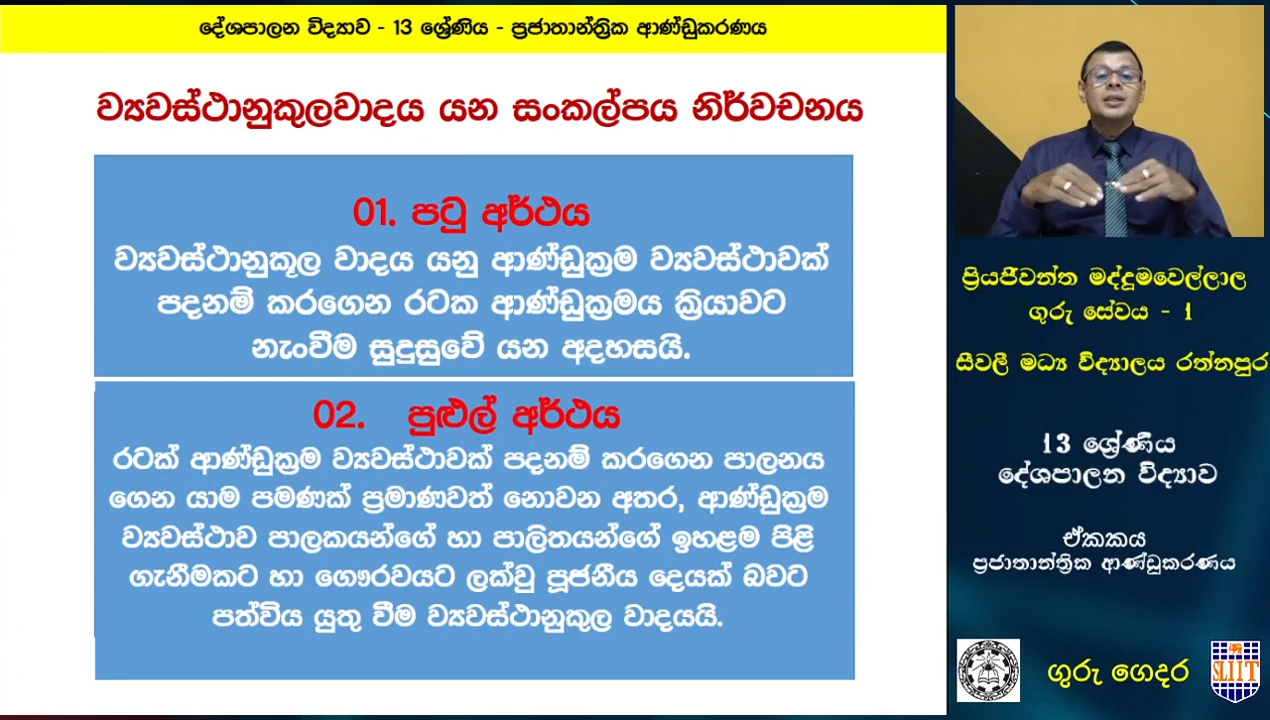 දේශපාලන විද්‍යාව - 13 ශ්‍රේණිය - ප්‍රජාතාන්ත්‍රික ආණ්ඩුකරණය
ව්‍යවස්ථානුකුලවාදය යන සංකල්පය නිර්වචනය
01. පටු අර්ථය
ව්‍යවස්ථානුකූල වාදය යනු ආණ්ඩුක්‍රම ව්‍යවස්ථාවක්
පදනම් කරගෙන රටක ආණ්ඩුක්‍රමය ක්‍රියාවට
නැංවීම සුදුසුවේ යන අදහසයි.
02. පුළුල් අර්ථය
රටක් ආණ්ඩුක්‍රම ව්‍යවස්ථාවක් පදනම් කරගෙන පාලනය
ගෙන යාම පමණක් ප්‍රමාණවත් නොවන අතර, ආණ්ඩුක්‍රම
ව්‍යවස්ථාව පාලකයන්ගේ හා පාලිතයන්ගේ ඉහළම පිළි
ගැනීමකට හා ගෞරවයට ලක්වු පූජනීය දෙයක් බවට
පත්විය යුතු වීම ව්‍යවස්ථානුකුල වාදයයි.
ප්‍රියජීවන්ත මද්දූමවෙල්ලාල
ගුරු සේවය - 1
සීවලී මධ්‍ය විද්‍යාලය රත්නපුර
13 ශ්‍රේණිය
දේශපාලන විද්‍යාව
ඒකකය
ප්‍රජාතාන්ත්‍රික ආණ්ඩුකරණය
ගුරු ගෙදර
SLIIT